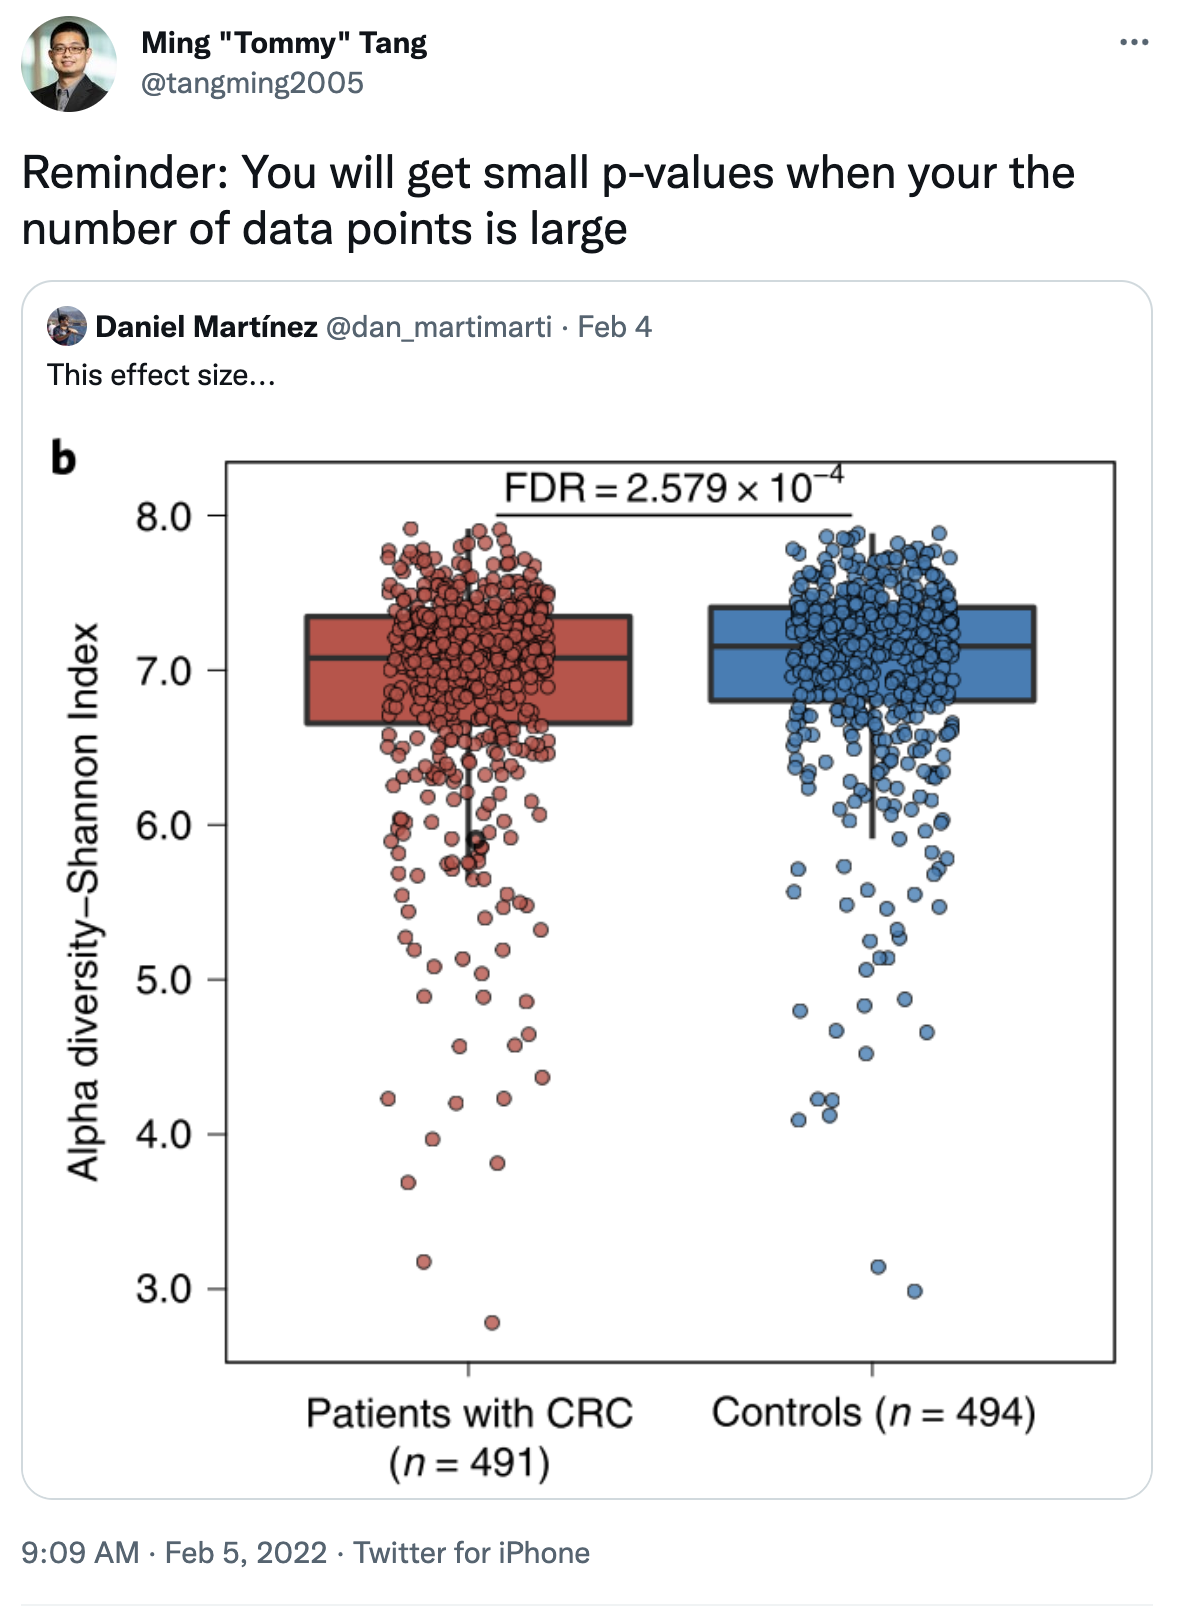 Ming "Tommy" Tang
@tangming2005
Reminder: You will get small p-values when your the
number of data points is large
Daniel Martínez @dan_martimarti · Feb 4
This effect size...
b
FDR = 2.579 × 10⁻⁴
8.0
7.0
6.0
5.0
4.0
3.0
Alpha diversity–Shannon Index
Patients with CRC
(n = 491)
Controls (n = 494)
9:09 AM · Feb 5, 2022 · Twitter for iPhone